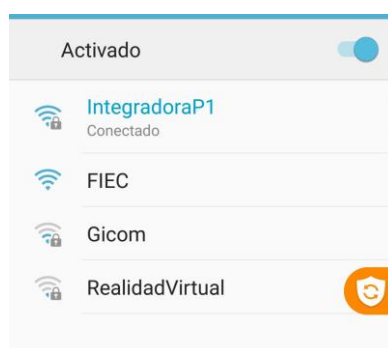 Activado
IntegradoraP1
Conectado
FIEC
Gicom
RealidadVirtual